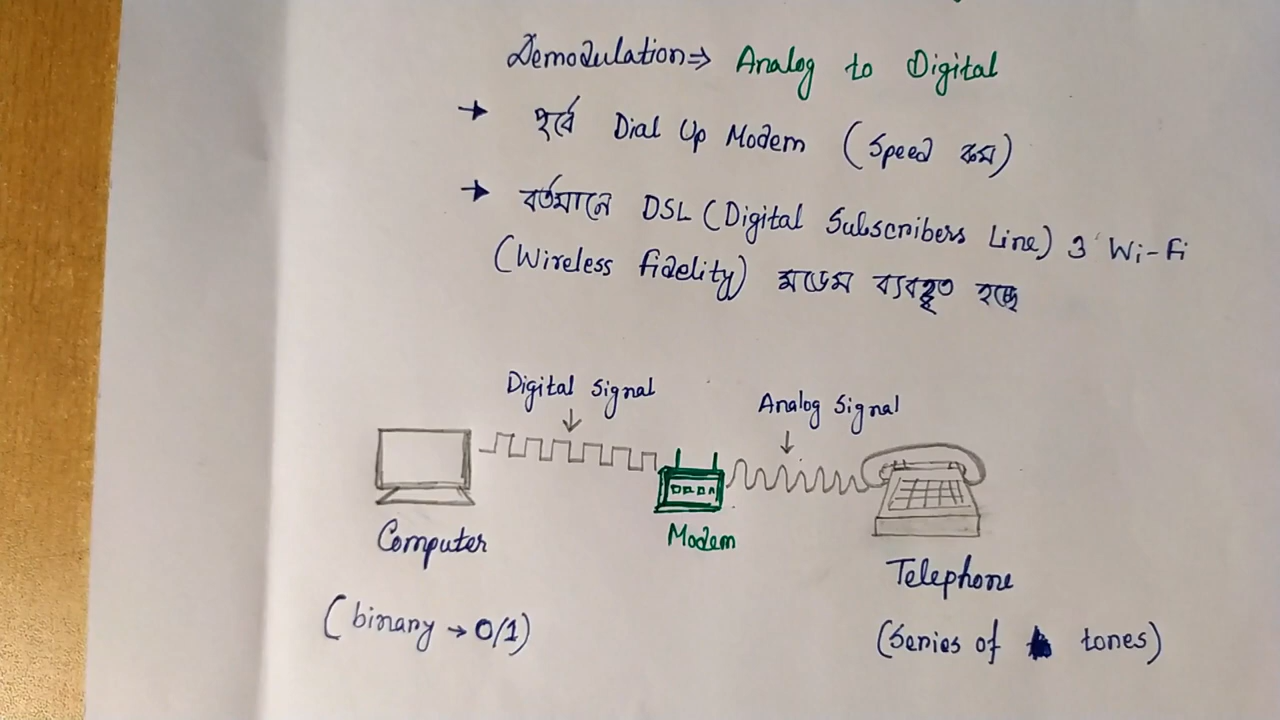 Demodulation⇒ Analog to Digital
→ পূর্বে Dial Up Modem (Speed কম)
→ বর্তমানে DSL (Digital Subscribers Line) ও Wi-Fi
(Wireless Fidelity) মডেম ব্যবহৃত হচ্ছে
Digital Signal
Analog Signal
Computer
Modem
Telephone
(binary → 0/1)
(Series of tones)